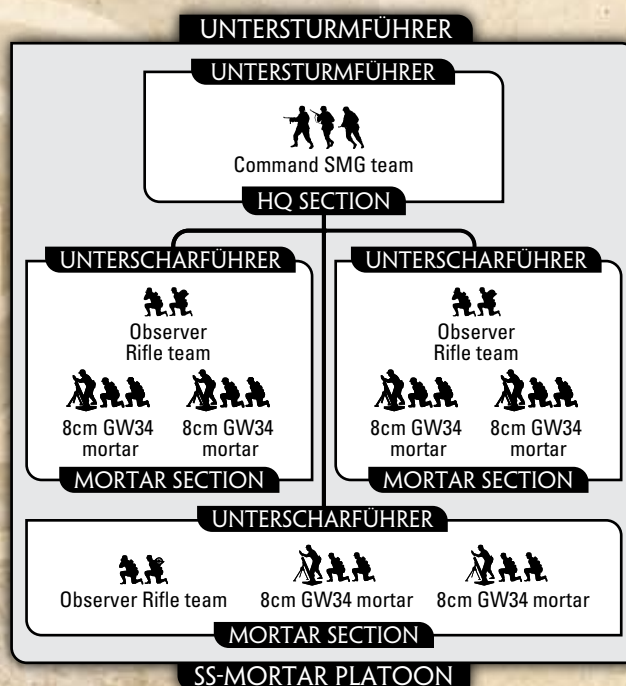 UNTERSTURMFÜHRER
UNTERSTURMFÜHRER
Command SMG team
HQ SECTION
UNTERSCHARFÜHRER
Observer
Rifle team
8cm GW34
mortar
8cm GW34
mortar
MORTAR SECTION
UNTERSCHARFÜHRER
Observer
Rifle team
8cm GW34
mortar
8cm GW34
mortar
MORTAR SECTION
UNTERSCHARFÜHRER
Observer Rifle team
8cm GW34 mortar
8cm GW34 mortar
MORTAR SECTION
SS-MORTAR PLATOON